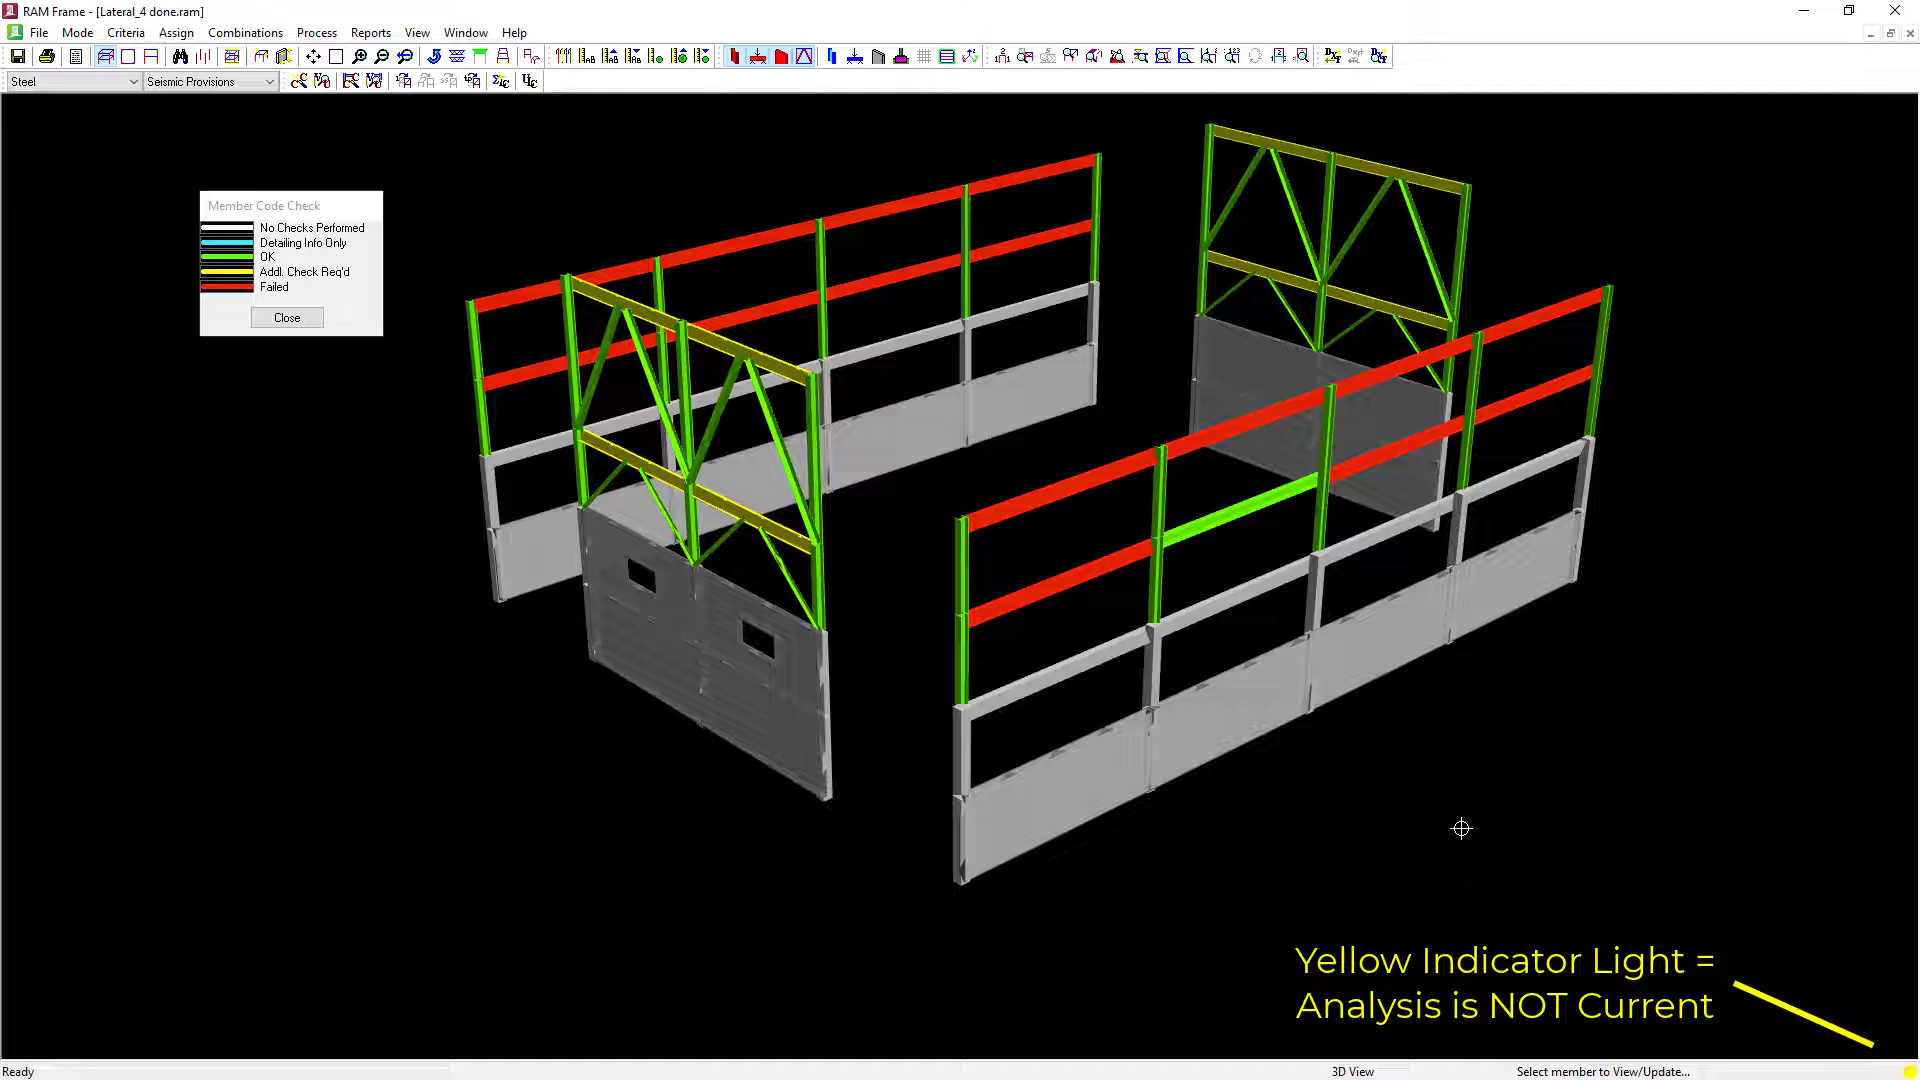 RAM Frame - [Lateral_4 done.ram]
File Mode Criteria Assign Combinations Process Reports View Window Help
Steel Seismic Provisions
Member Code Check
No Checks Performed
Detailing Info Only
OK
Addl. Check Req'd
Failed
Close
Yellow Indicator Light =
Analysis is NOT Current
Ready 3D View Select member to View/Update...